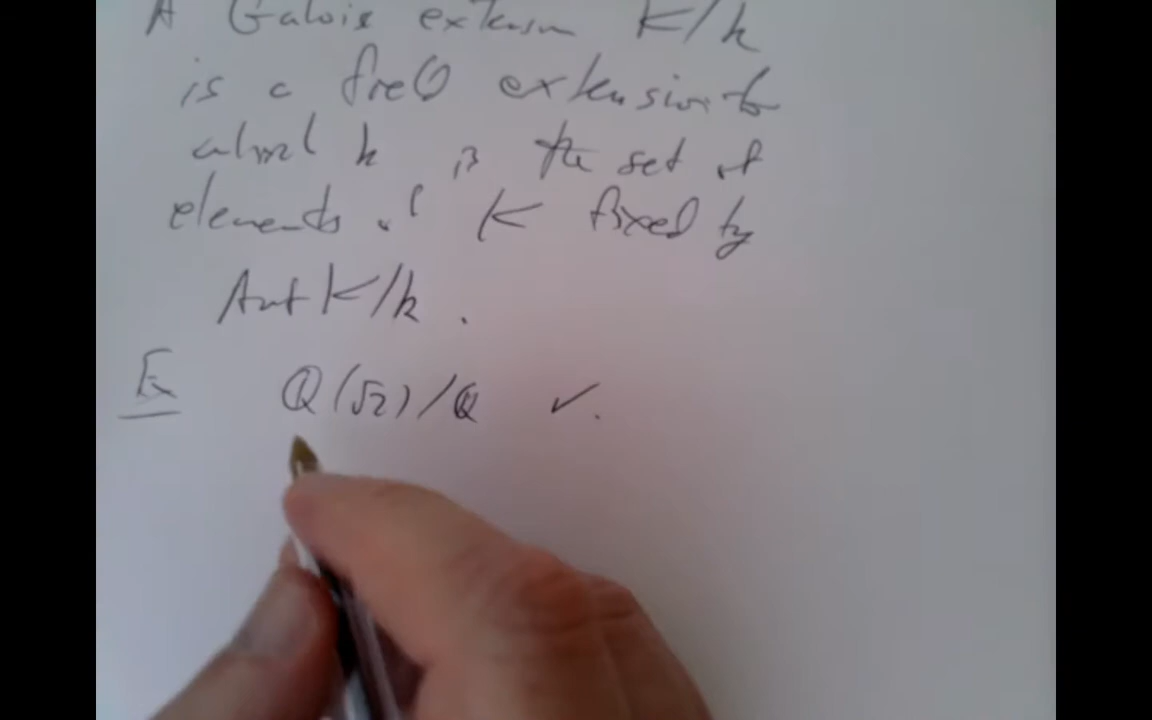 A Galois extension K/k
is a field extension for
which k is the set of
elements of K fixed by
Aut K/k .
Ex ℚ(√2)/ℚ ✓.